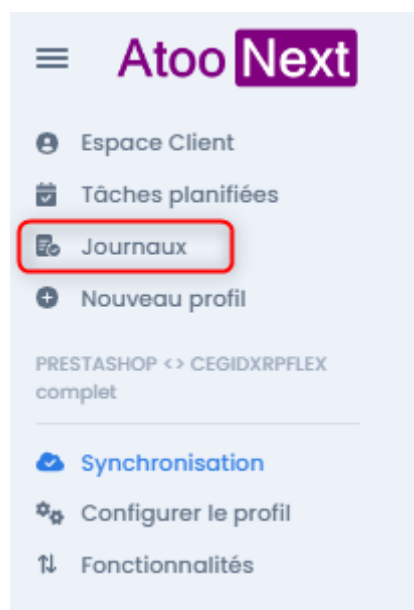 Atoo Next
Espace Client
Tâches planifiées
Journaux
Nouveau profil
PRESTASHOP <> CEGIDXRPFLEX
complet
Synchronisation
Configurer le profil
Fonctionnalités